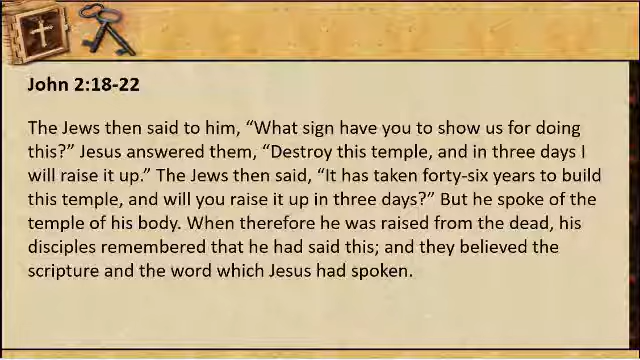 John 2:18-22
The Jews then said to him, “What sign have you to show us for doing
this?” Jesus answered them, “Destroy this temple, and in three days I
will raise it up.” The Jews then said, “It has taken forty-six years to build
this temple, and will you raise it up in three days?” But he spoke of the
temple of his body. When therefore he was raised from the dead, his
disciples remembered that he had said this; and they believed the
scripture and the word which Jesus had spoken.